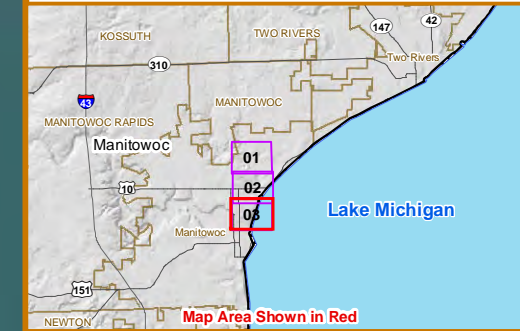 KOSSUTH
TWO RIVERS
147
42
Two Rivers
310
43
MANITOWOC
MANITOWOC RAPIDS
Manitowoc
01
10
02
03
Lake Michigan
Manitowoc
151
NEWTON
Map Area Shown in Red